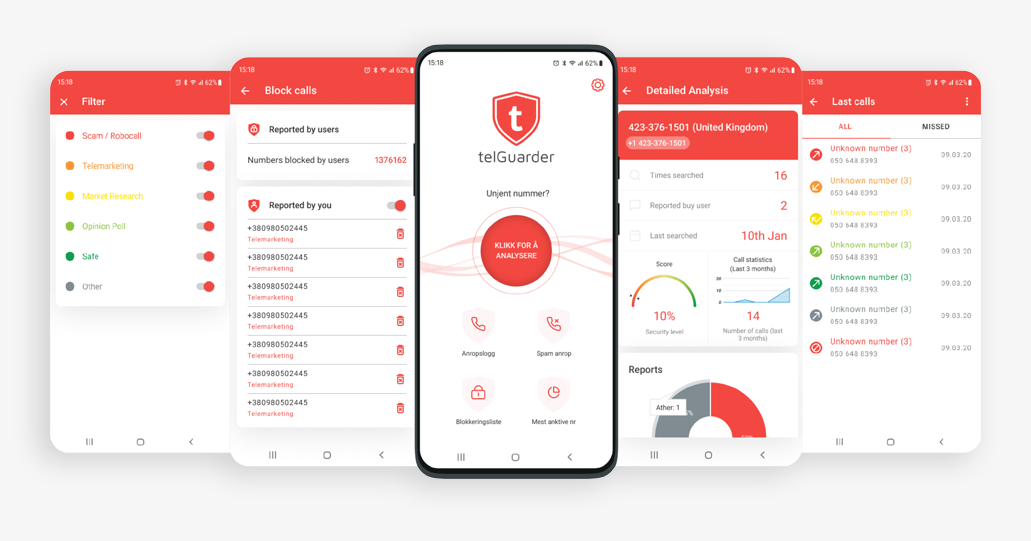 15:18
62%
Filter
Scam / Robocall
Telemarketing
Market Research
Opinion Poll
Safe
Other
15:18
62%
Block calls
Reported by users
Numbers blocked by users 1376162
Reported by you
+380980502445
Telemarketing
+380980502445
Telemarketing
+380980502445
Telemarketing
+380980502445
Telemarketing
+380980502445
Telemarketing
+380980502445
Telemarketing
+380980502445
Telemarketing
15:18
62%
t
telGuarder
Unjent nummer?
KLIKK FOR Å
ANALYSERE
Anropslogg
Spam anrop
Blokkeringsliste
Mest anktive nr
15:18
62%
Detailed Analysis
423-376-1501 (United Kingdom)
+1 423-376-1501
Times searched 16
Reported buy user 2
Last searched 10th Jan
Score
10%
Security level
Call statistics
(Last 3 months)
20
10
0
14
Number of calls (last
3 months)
Reports
Ather: 1
62%
Last calls
ALL MISSED
Unknown number (3)
050 648 8393
09.03.20
Unknown number (3)
050 648 8393
09.03.20
Unknown number (3)
050 648 8393
09.03.20
Unknown number (3)
050 648 8393
09.03.20
Unknown number (3)
050 648 8393
09.03.20
Unknown number (3)
050 648 8393
09.03.20
Unknown number (3)
050 648 8393
09.03.20